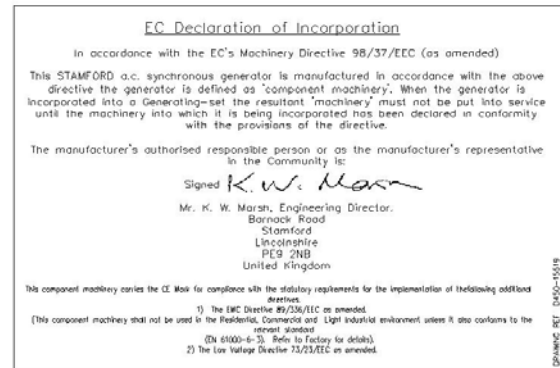 EC Declaration of Incorporation
In accordance with the EC's Machinery Directive 98/37/EEC (as amended)
This STAMFORD a.c. synchronous generator is manufactured in accordance with the above
directive the generator is defined as 'component machinery'. When the generator is
incorporated into a Generating-set the resultant 'machinery' must not be put into service
until the machinery into which it is being incorporated has been declared in conformity
with the provisions of the directive.
The manufacturer's authorised responsible person or as the manufacturer's representative
in the Community is:
Signed K. W. Marsh
Mr. K. W. Marsh, Engineering Director.
Barnack Road
Stamford
Lincolnshire
PE9 2NB
United Kingdom
This component machinery carries the CE Mark for compliance with the statutory requirements for the implementation of thefollowing additional
directives.
1) The EMC Directive 89/336/EEC as amended.
(This component machinery shall not be used in the Residential, Commercial and Light Industrial environment unless it also conforms to the
relevant standard
(EN 61000-6-3). Refer to Factory for details).
2) The Low Voltage Directive 73/23/EEC as amended.
DRAWING REF 0450-15519